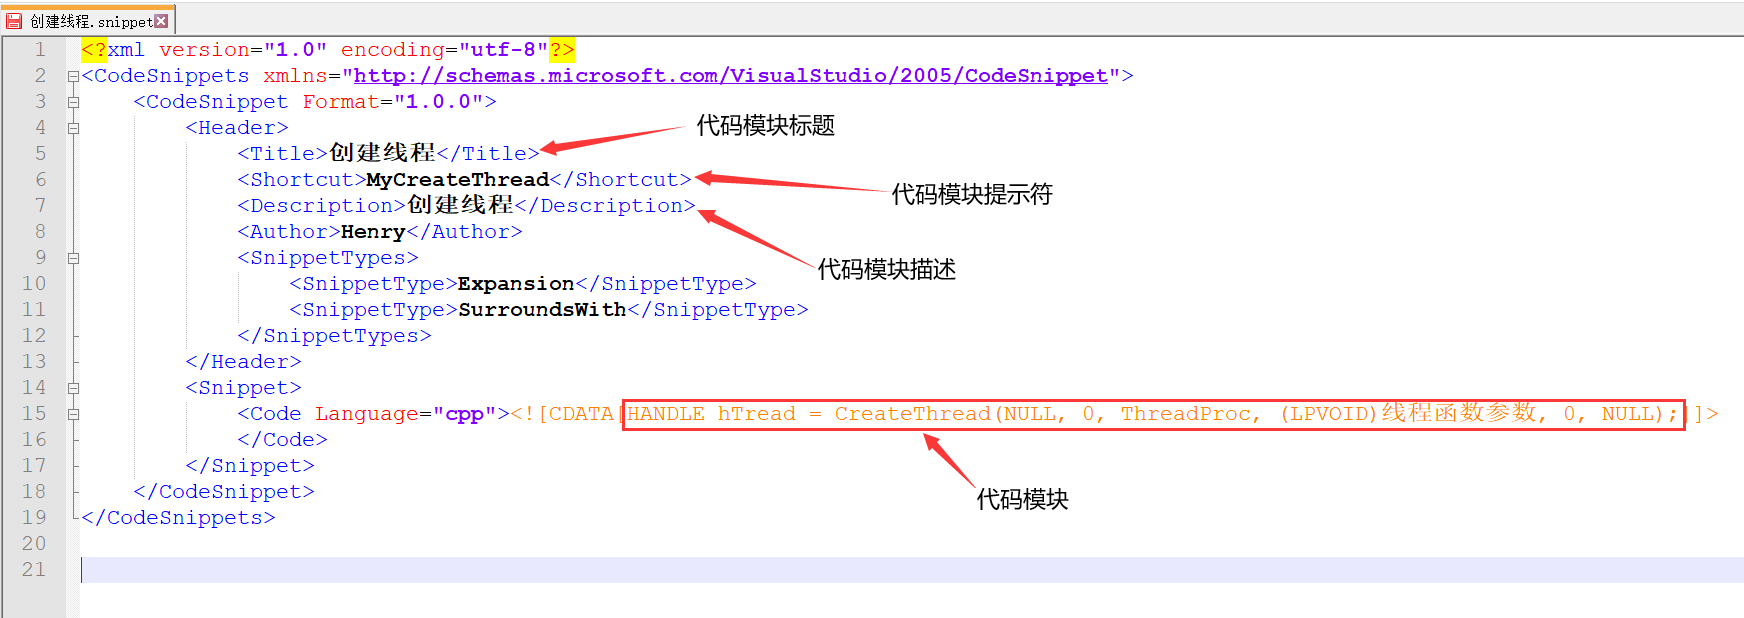 创建线程.snippet
1 <?xml version="1.0" encoding="utf-8"?>
2 <CodeSnippets xmlns="http://schemas.microsoft.com/VisualStudio/2005/CodeSnippet">
3 <CodeSnippet Format="1.0.0">
4 <Header>
代码模块标题
5 <Title>创建线程</Title>
6 <Shortcut>MyCreateThread</Shortcut>
代码模块提示符
7 <Description>创建线程</Description>
8 <Author>Henry</Author>
9 <SnippetTypes>
代码模块描述
10 <SnippetType>Expansion</SnippetType>
11 <SnippetType>SurroundsWith</SnippetType>
12 </SnippetTypes>
13 </Header>
14 <Snippet>
15 <Code Language="cpp"><![CDATA[HANDLE hTread = CreateThread(NULL, 0, ThreadProc, (LPVOID)线程函数参数, 0, NULL);]]>
16 </Code>
17 </Snippet>
18 </CodeSnippet>
代码模块
19 </CodeSnippets>
20
21